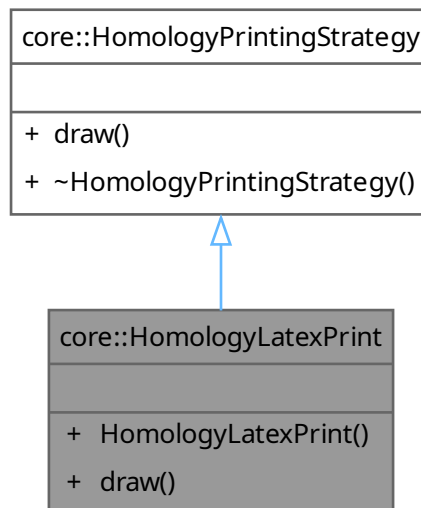 core::HomologyPrintingStrategy
+ draw()
+ ~HomologyPrintingStrategy()
core::HomologyLatexPrint
+ HomologyLatexPrint()
+ draw()